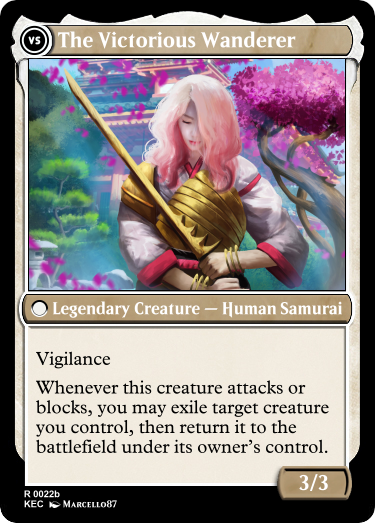 VS
The Victorious Wanderer
Legendary Creature — Human Samurai
Vigilance
Whenever this creature attacks or
blocks, you may exile target creature
you control, then return it to the
battlefield under its owner's control.
3/3
R 0022b
KEC Marcello87